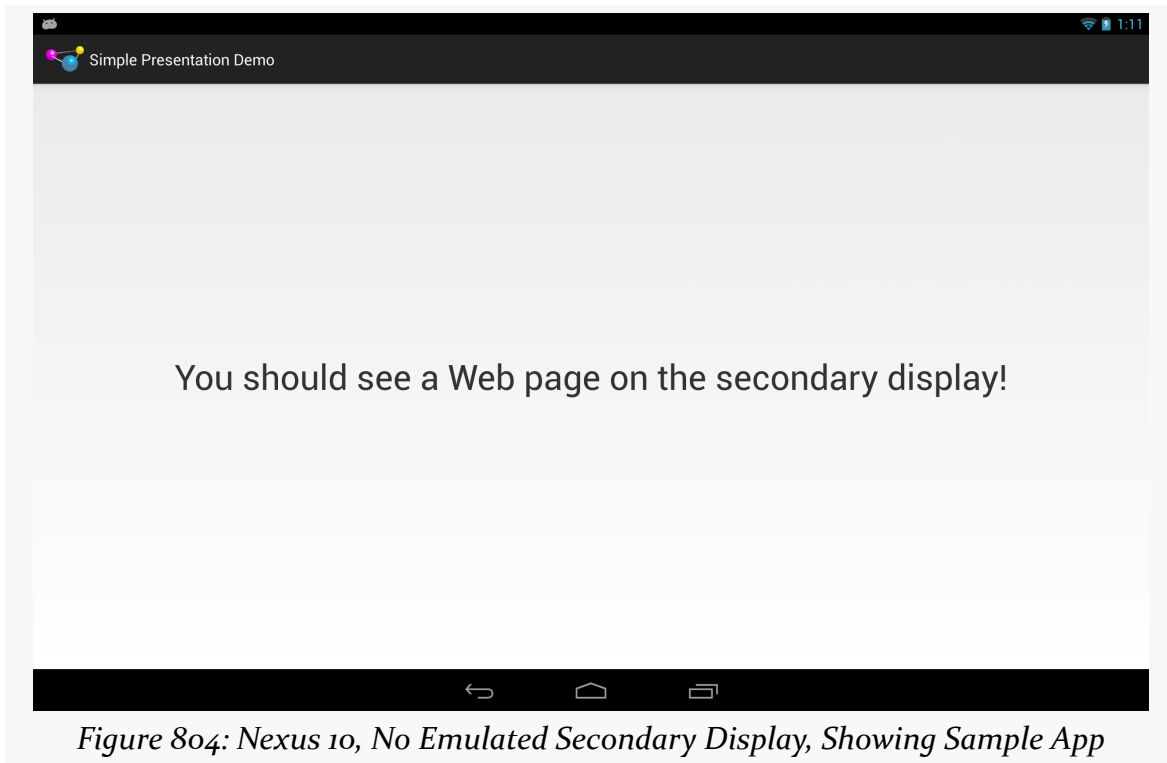 1:11
Simple Presentation Demo
You should see a Web page on the secondary display!
Figure 804: Nexus 10, No Emulated Secondary Display, Showing Sample App